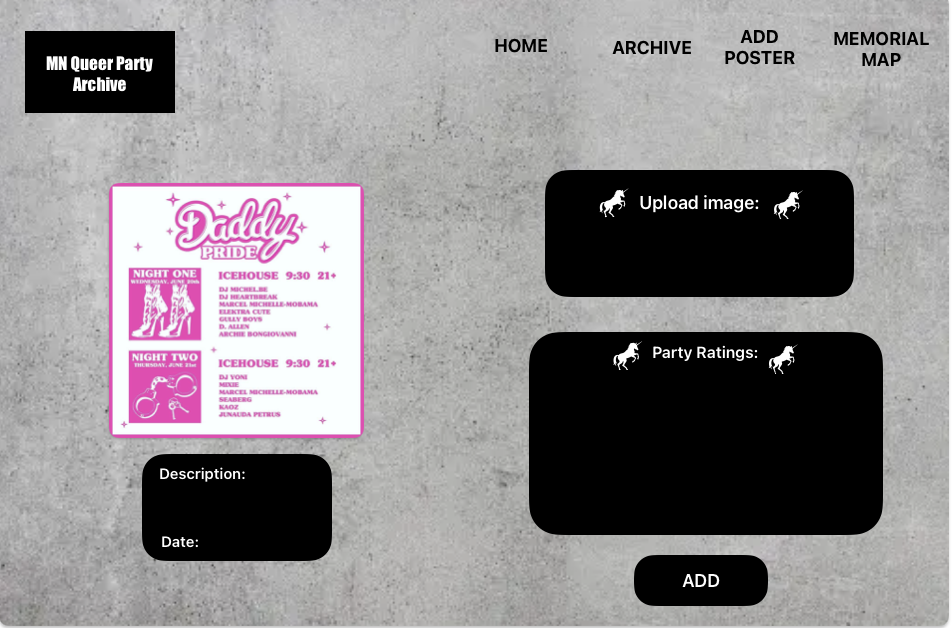 MN Queer Party
Archive
HOME
ARCHIVE
ADD
POSTER
MEMORIAL
MAP
Daddy
PRIDE
NIGHT ONE
WEDNESDAY, JUNE 20th
ICEHOUSE 9:30 21+
DJ MICHEL.BE
DJ HEARTBREAK
MARCEL MICHELLE-MOBAMA
ELEKTRA CUTE
GULLY BOYS
D. ALLEN
ARCHIE BONGIOVANNI
NIGHT TWO
THURSDAY, JUNE 21st
ICEHOUSE 9:30 21+
DJ YONI
MIXIE
MARCEL MICHELLE-MOBAMA
SEABERG
KAOZ
JUNAUDA PETRUS
Description:
Date:
Upload image:
Party Ratings:
ADD